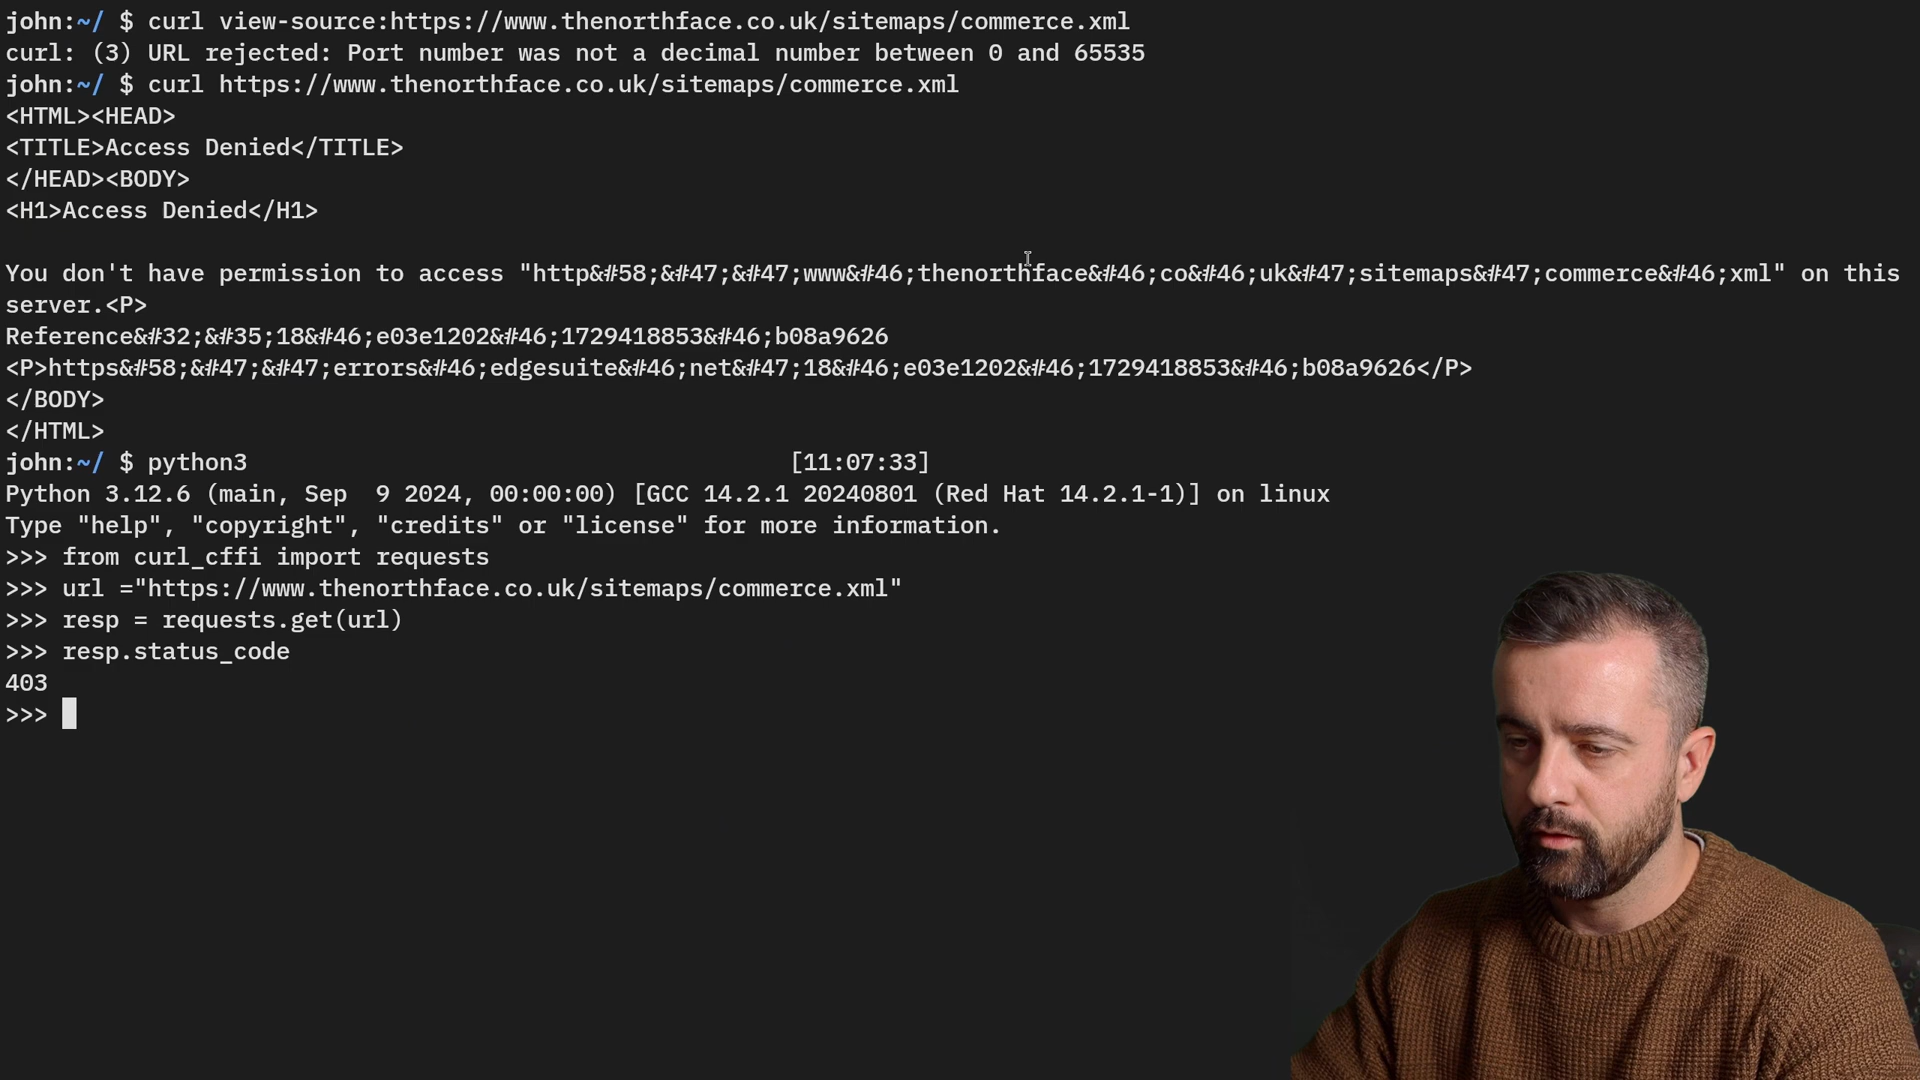 john:~/ $ curl view-source:https://www.thenorthface.co.uk/sitemaps/commerce.xml
curl: (3) URL rejected: Port number was not a decimal number between 0 and 65535
john:~/ $ curl https://www.thenorthface.co.uk/sitemaps/commerce.xml
<HTML><HEAD>
<TITLE>Access Denied</TITLE>
</HEAD><BODY>
<H1>Access Denied</H1>
You don't have permission to access "http&#58;&#47;&#47;www&#46;thenorthface&#46;co&#46;uk&#47;sitemaps&#47;commerce&#46;xml" on this
server.<P>
Reference&#32;&#35;18&#46;e03e1202&#46;1729418853&#46;b08a9626
<P>https&#58;&#47;&#47;errors&#46;edgesuite&#46;net&#47;18&#46;e03e1202&#46;1729418853&#46;b08a9626</P>
</BODY>
</HTML>
john:~/ $ python3 [11:07:33]
Python 3.12.6 (main, Sep  9 2024, 00:00:00) [GCC 14.2.1 20240801 (Red Hat 14.2.1-1)] on linux
Type "help", "copyright", "credits" or "license" for more information.
>>> from curl_cffi import requests
>>> url ="https://www.thenorthface.co.uk/sitemaps/commerce.xml"
>>> resp = requests.get(url)
>>> resp.status_code
403
>>>